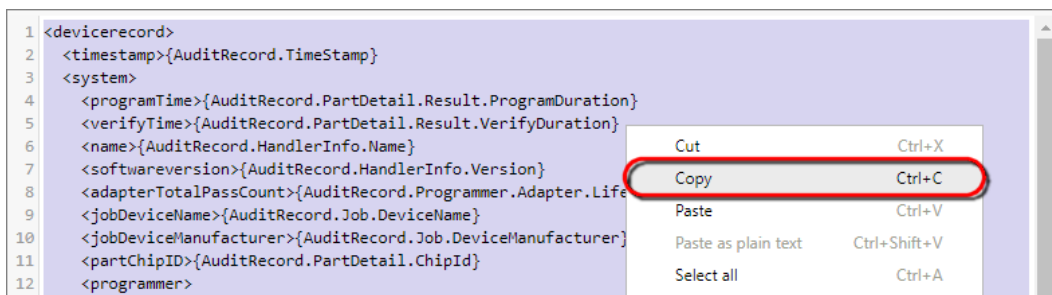 1 <devicerecord>
2 <timestamp>{AuditRecord.TimeStamp}
3 <system>
4 <programTime>{AuditRecord.PartDetail.Result.ProgramDuration}
5 <verifyTime>{AuditRecord.PartDetail.Result.VerifyDuration}
6 <name>{AuditRecord.HandlerInfo.Name}
7 <softwareversion>{AuditRecord.HandlerInfo.Version}
8 <adapterTotalPassCount>{AuditRecord.Programmer.Adapter.Life
9 <jobDeviceName>{AuditRecord.Job.DeviceName}
10 <jobDeviceManufacturer>{AuditRecord.Job.DeviceManufacturer}
11 <partChipID>{AuditRecord.PartDetail.ChipId}
12 <programmer>
Cut Ctrl+X
Copy Ctrl+C
Paste Ctrl+V
Paste as plain text Ctrl+Shift+V
Select all Ctrl+A